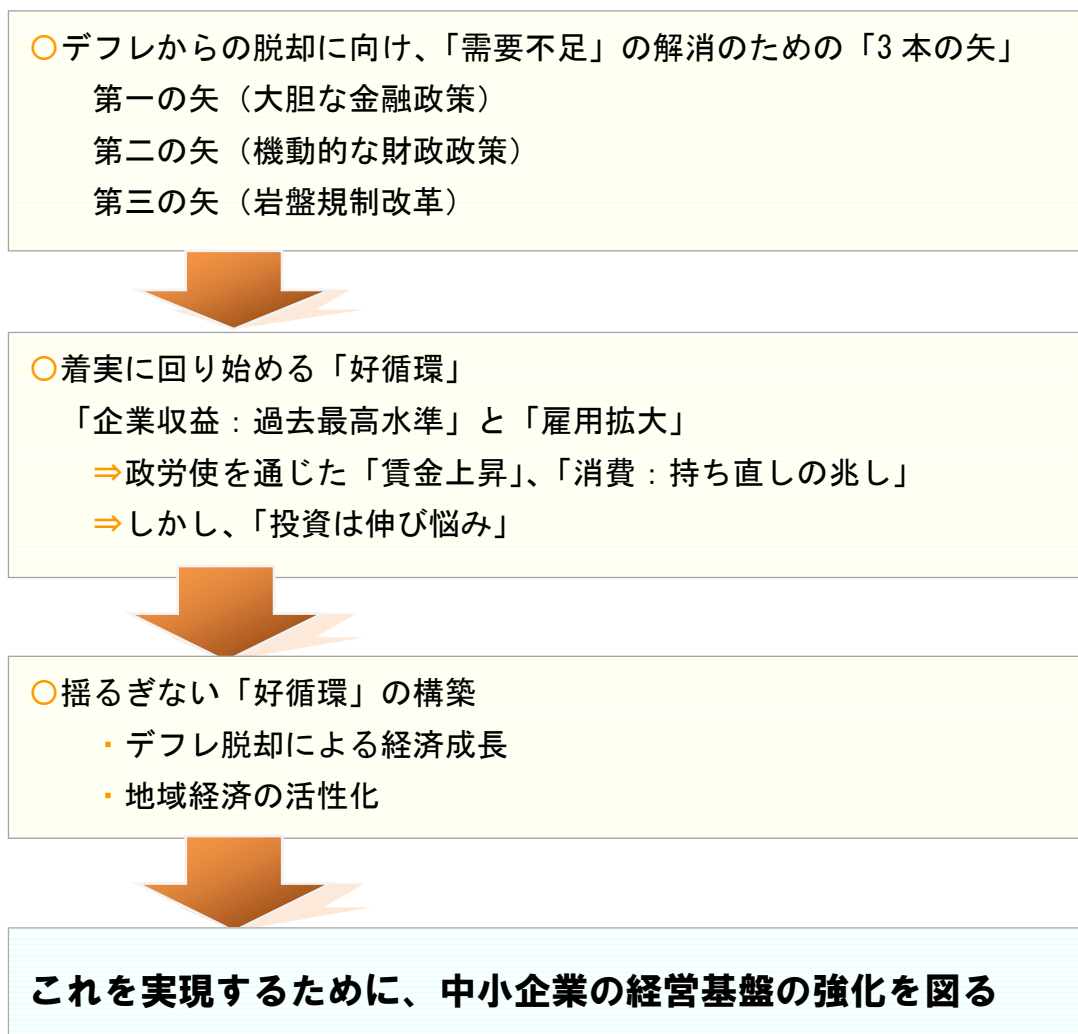 ○デフレからの脱却に向け、「需要不足」の解消のための「3本の矢」
第一の矢（大胆な金融政策）
第二の矢（機動的な財政政策）
第三の矢（岩盤規制改革）
○着実に回り始める「好循環」
「企業収益：過去最高水準」と「雇用拡大」
⇒政労使を通じた「賃金上昇」、「消費：持ち直しの兆し」
⇒しかし、「投資は伸び悩み」
○揺るぎない「好循環」の構築
・デフレ脱却による経済成長
・地域経済の活性化
これを実現するために、中小企業の経営基盤の強化を図る